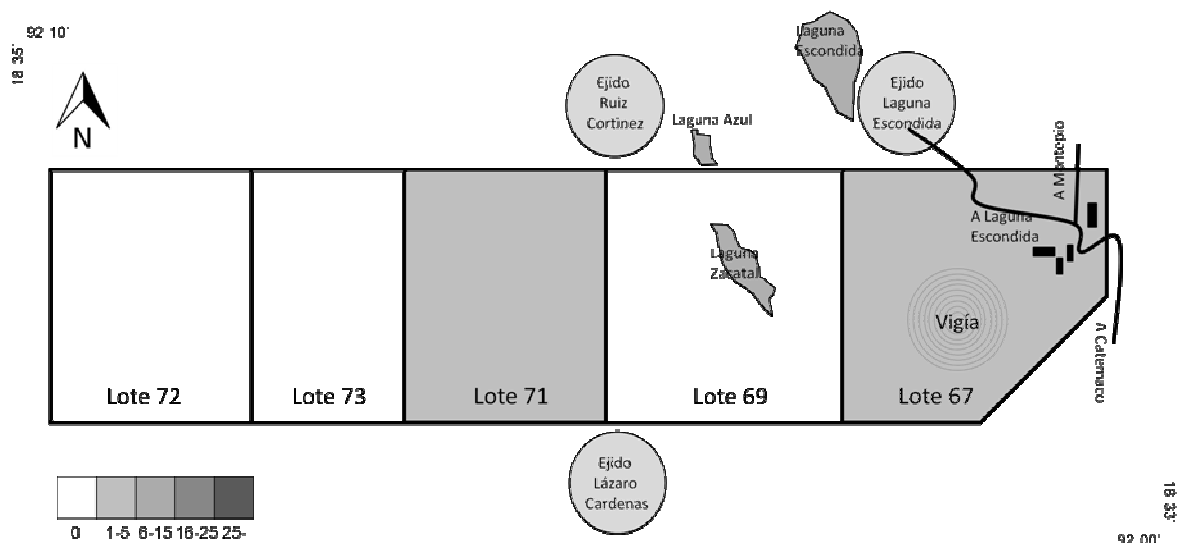 92 10'
18 35'
N
Laguna
Escondida
Ejido
Ruiz
Cortinez
Laguna Azul
Ejido
Laguna
Escondida
A Montepio
A Laguna
Escondida
Laguna
Zacatal
Vigía
A Catemaco
Lote 72
Lote 73
Lote 71
Lote 69
Lote 67
Ejido
Lázaro
Cardenas
0 1-5 6-15 16-25 25-
18 33'
92 00'